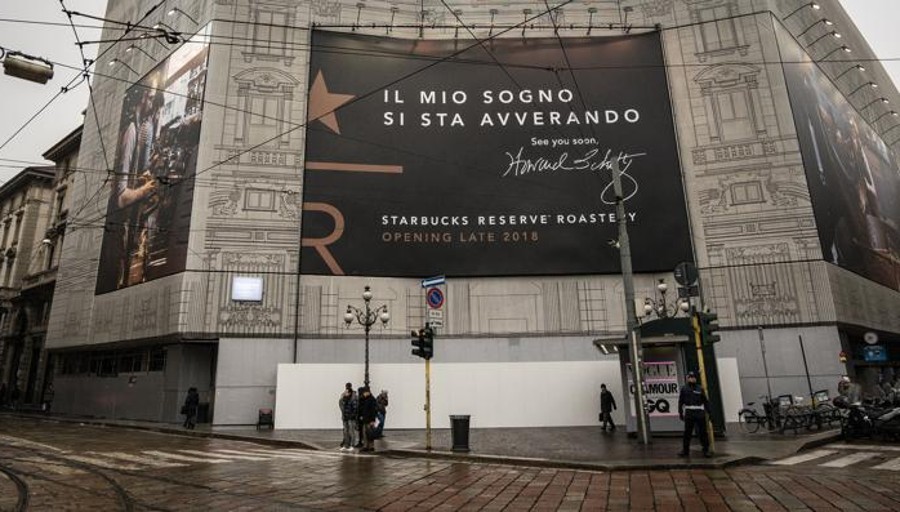 IL MIO SOGNO
SI STA AVVERANDO
See you soon,
Howard Schultz
R
STARBUCKS RESERVE ROASTERY
OPENING LATE 2018
VOGUE
GLAMOUR
GQ